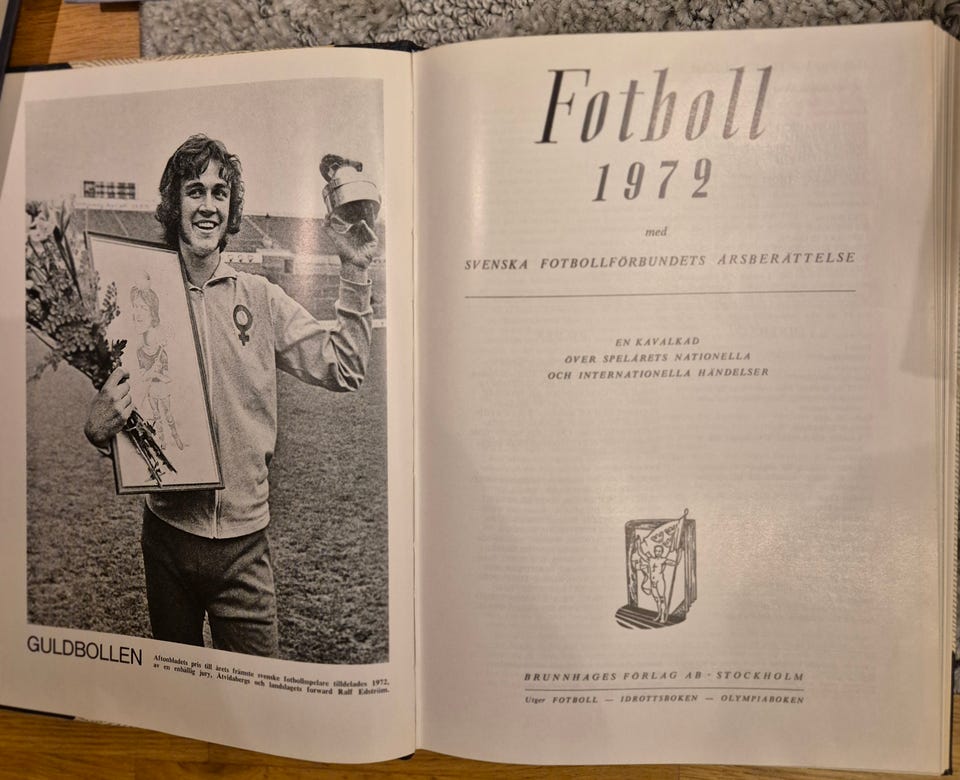 GULDBOLLEN
Aftonbladets pris till årets främste svenske fotbollsspelare tilldelades 1972,
av en enhällig jury, Åtvidabergs och landslagets forward Ralf Edström.
Fotboll
1972
med
SVENSKA FOTBOLLFÖRBUNDETS ÅRSBERÄTTELSE
EN KAVALKAD
ÖVER SPELÅRETS NATIONELLA
OCH INTERNATIONELLA HÄNDELSER
BRUNNHAGES FÖRLAG AB · STOCKHOLM
Utger FOTBOLL — IDROTTSBOKEN — OLYMPIABOKEN